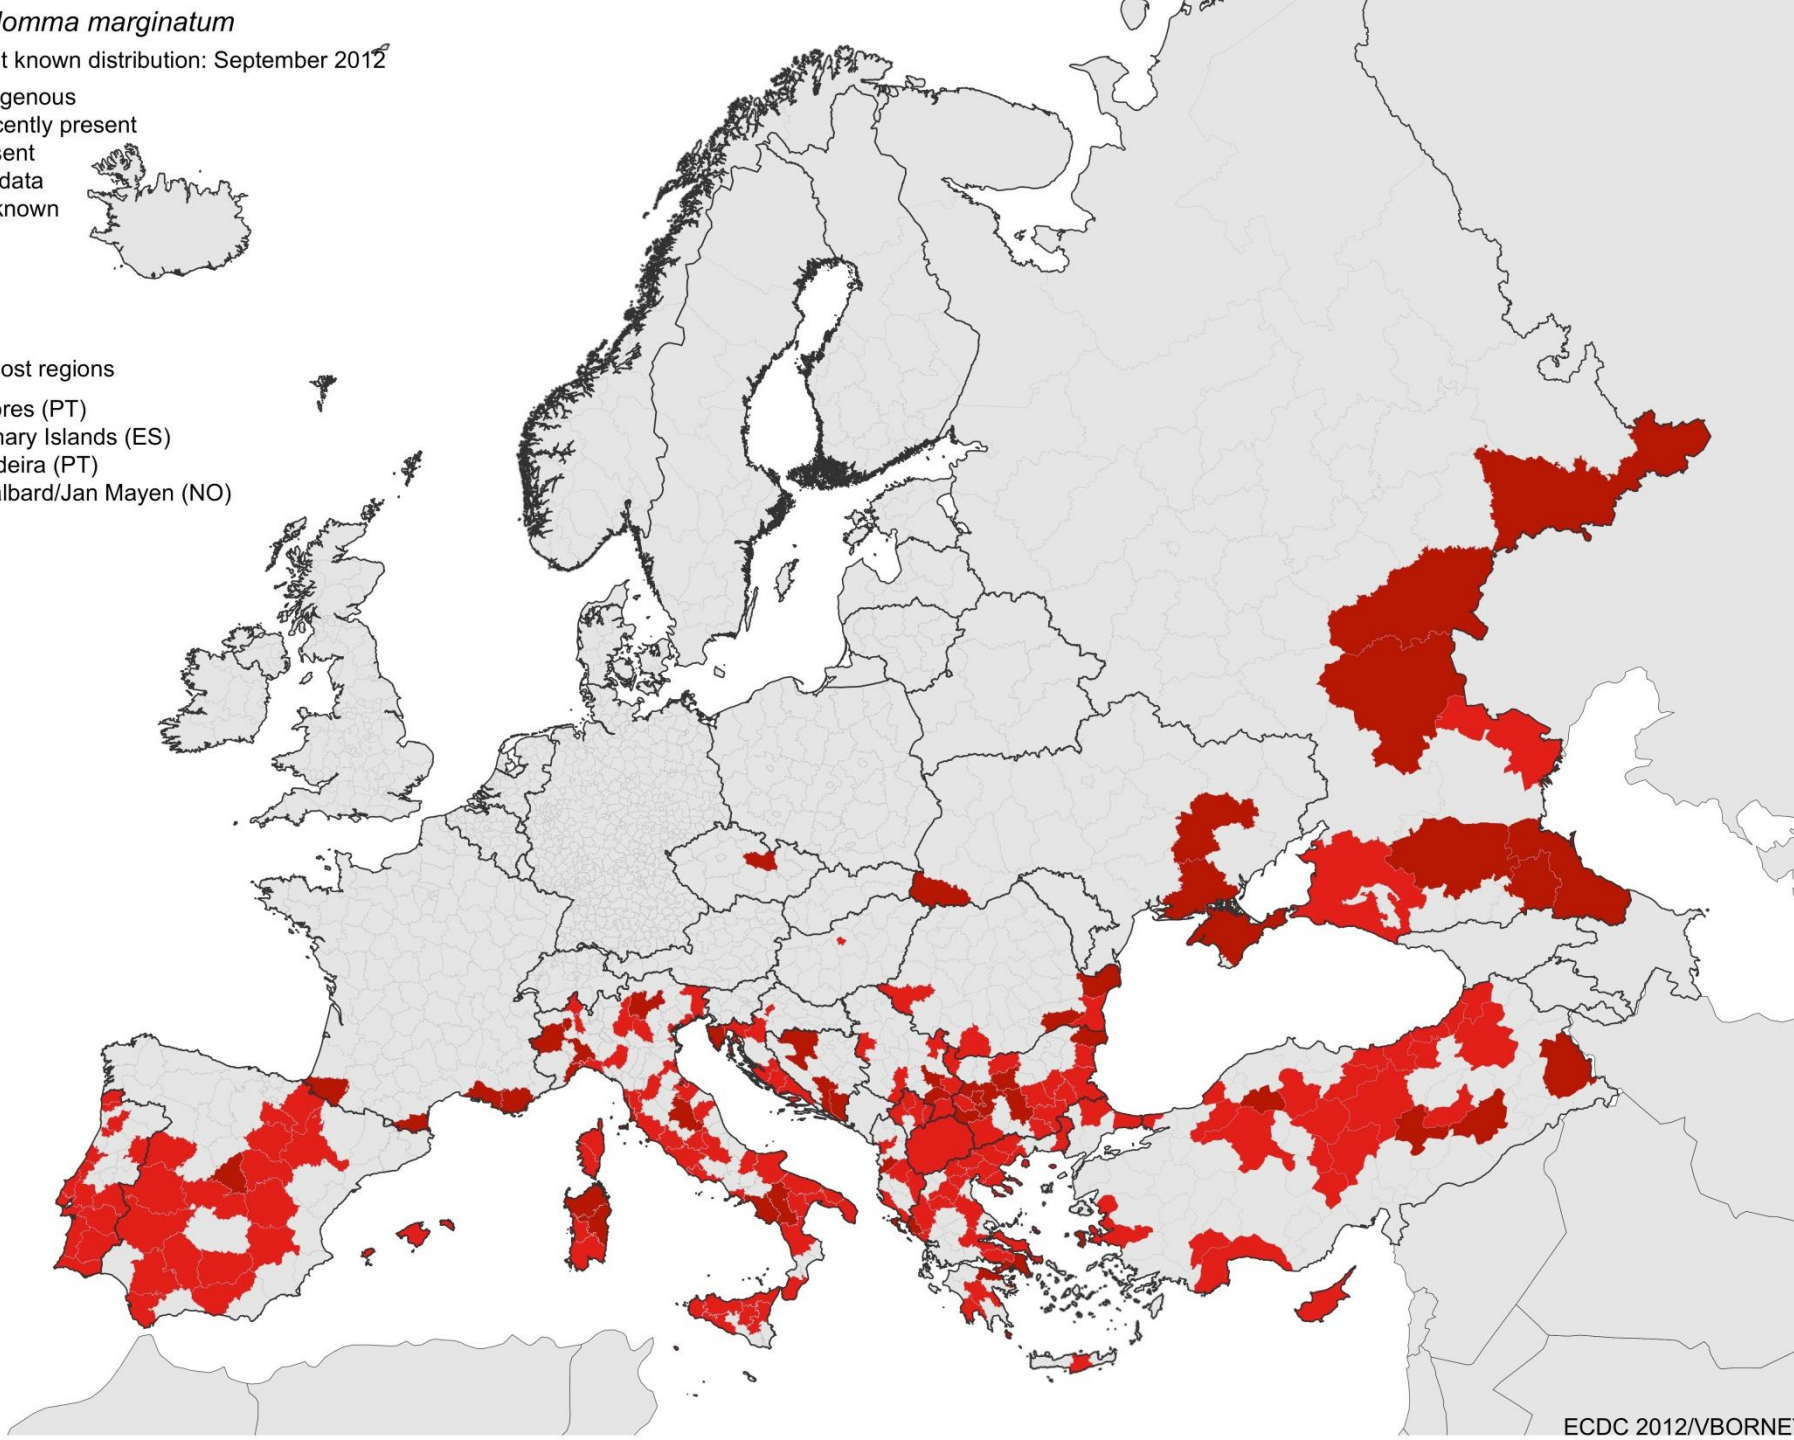 lomma marginatum
t known distribution: September 2012
genous
cently present
sent
data
known
ost regions
ores (PT)
nary Islands (ES)
deira (PT)
albard/Jan Mayen (NO)
ECDC 2012/VBORNE